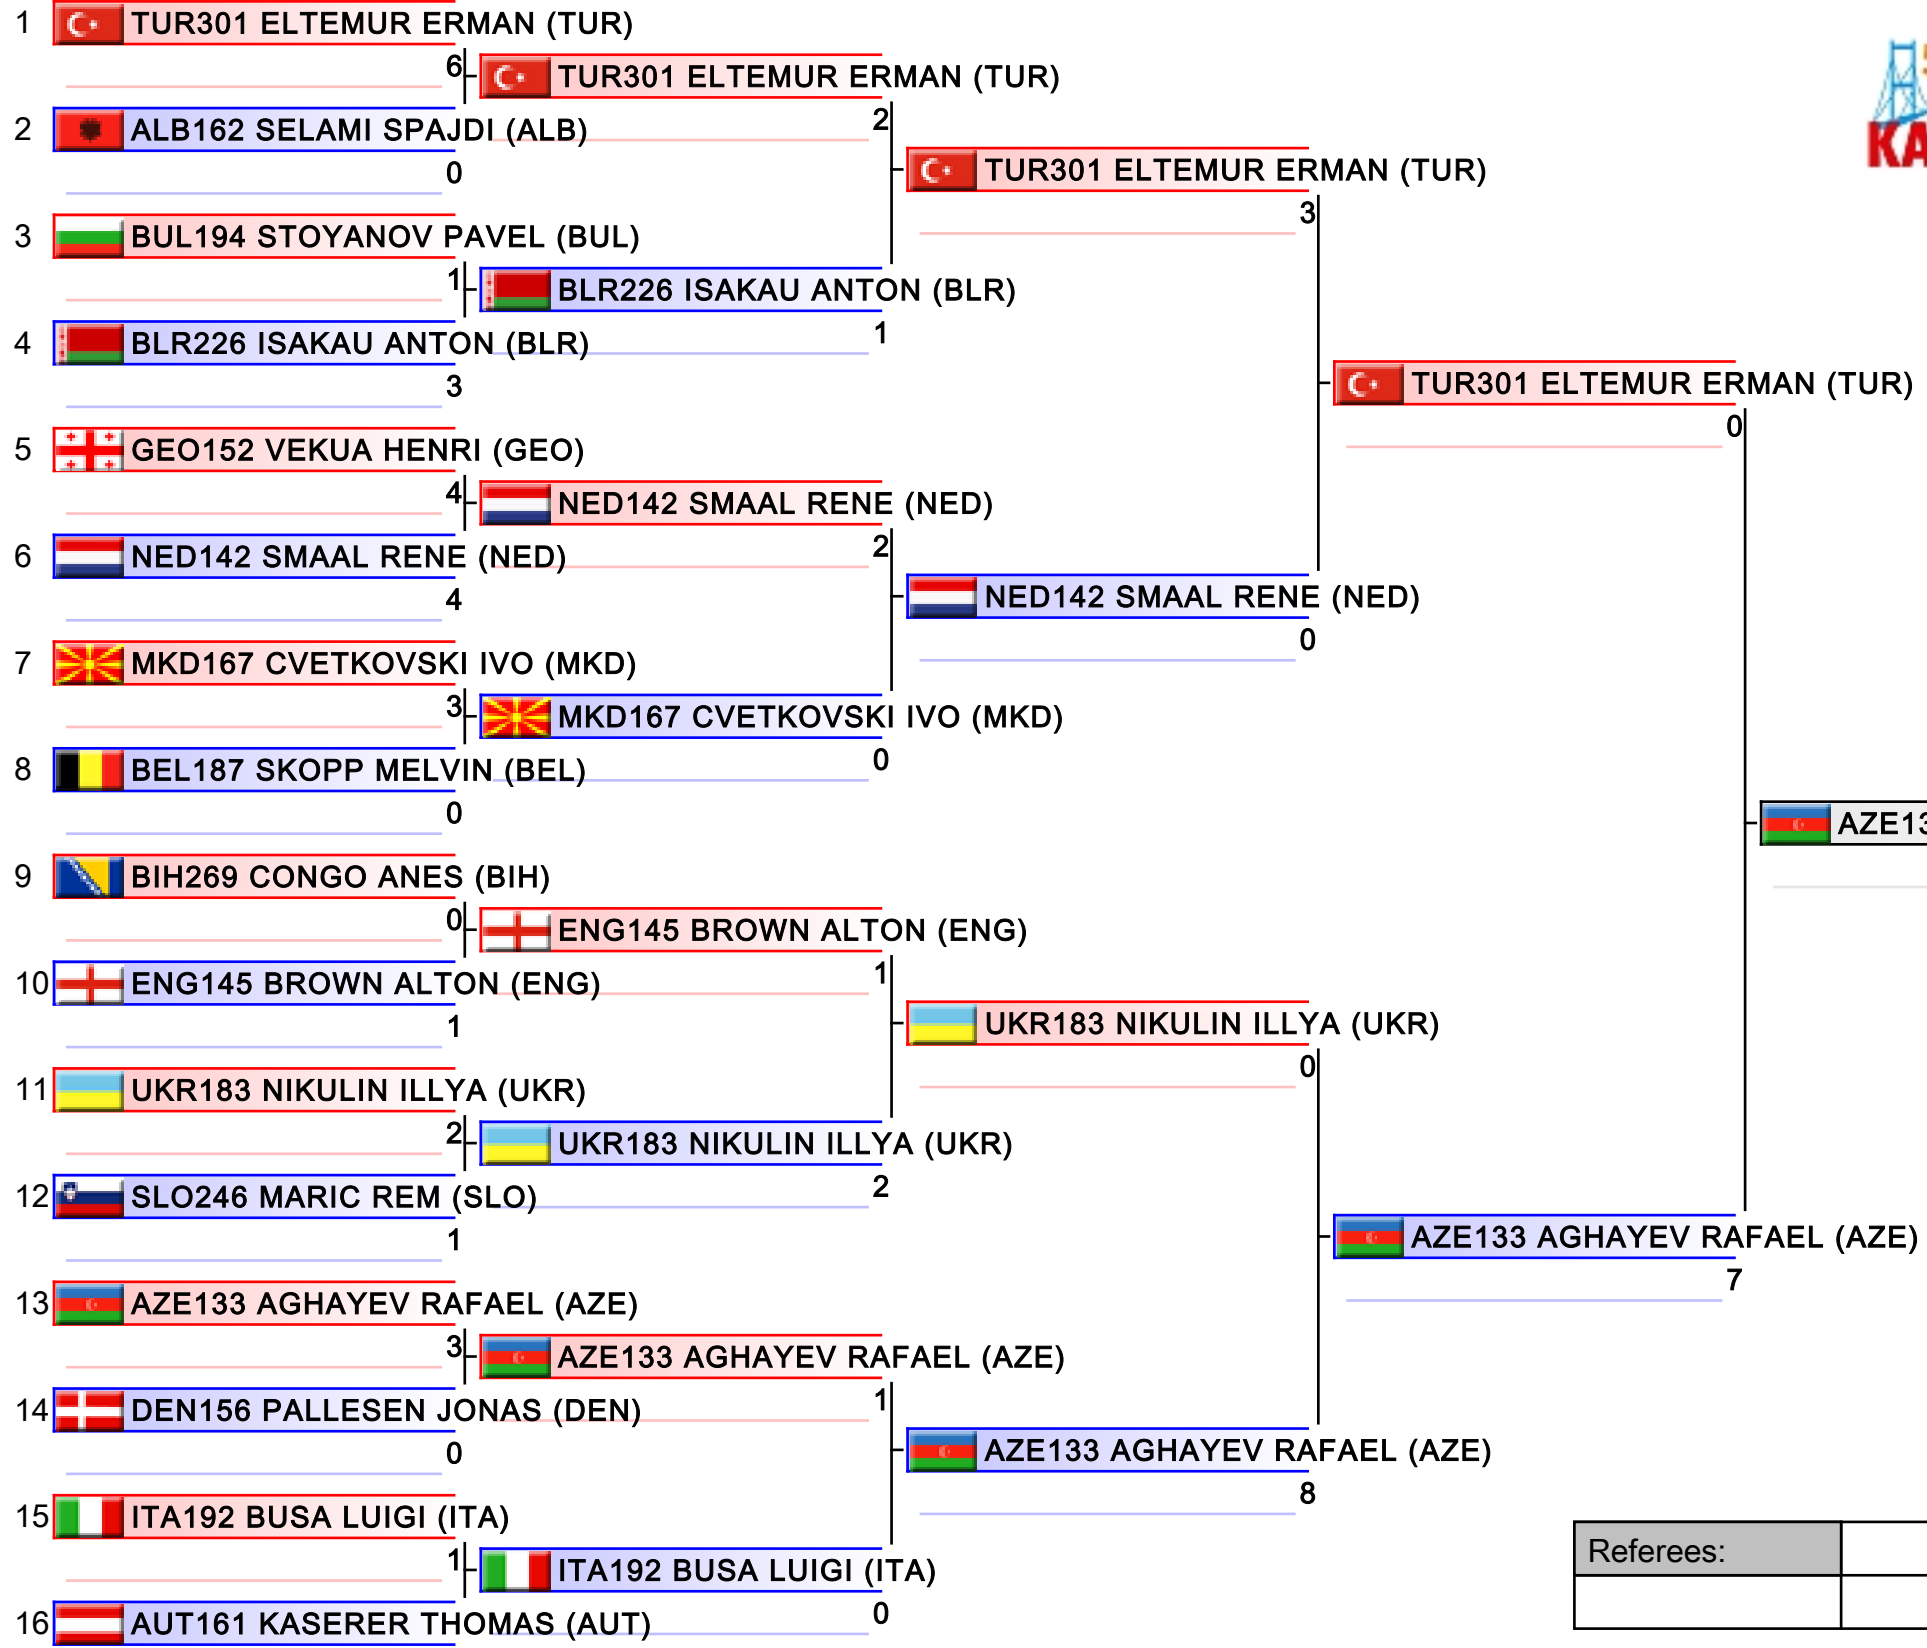 1 TUR301 ELTEMUR ERMAN (TUR)
6
TUR301 ELTEMUR ERMAN (TUR)
2 ALB162 SELAMI SPAJDI (ALB)
2
0
TUR301 ELTEMUR ERMAN (TUR)
3
3 BUL194 STOYANOV PAVEL (BUL)
1
BLR226 ISAKAU ANTON (BLR)
1
4 BLR226 ISAKAU ANTON (BLR)
3
TUR301 ELTEMUR ERMAN (TUR)
0
5 GEO152 VEKUA HENRI (GEO)
4
NED142 SMAAL RENE (NED)
2
6 NED142 SMAAL RENE (NED)
4
NED142 SMAAL RENE (NED)
0
7 MKD167 CVETKOVSKI IVO (MKD)
3
MKD167 CVETKOVSKI IVO (MKD)
0
8 BEL187 SKOPP MELVIN (BEL)
0
AZE13
9 BIH269 CONGO ANES (BIH)
0
ENG145 BROWN ALTON (ENG)
1
10 ENG145 BROWN ALTON (ENG)
1
UKR183 NIKULIN ILLYA (UKR)
0
11 UKR183 NIKULIN ILLYA (UKR)
2
UKR183 NIKULIN ILLYA (UKR)
2
12 SLO246 MARIC REM (SLO)
1
AZE133 AGHAYEV RAFAEL (AZE)
7
13 AZE133 AGHAYEV RAFAEL (AZE)
3
AZE133 AGHAYEV RAFAEL (AZE)
1
14 DEN156 PALLESEN JONAS (DEN)
0
AZE133 AGHAYEV RAFAEL (AZE)
8
15 ITA192 BUSA LUIGI (ITA)
1
ITA192 BUSA LUIGI (ITA)
0
16 AUT161 KASERER THOMAS (AUT)
KA
Referees: